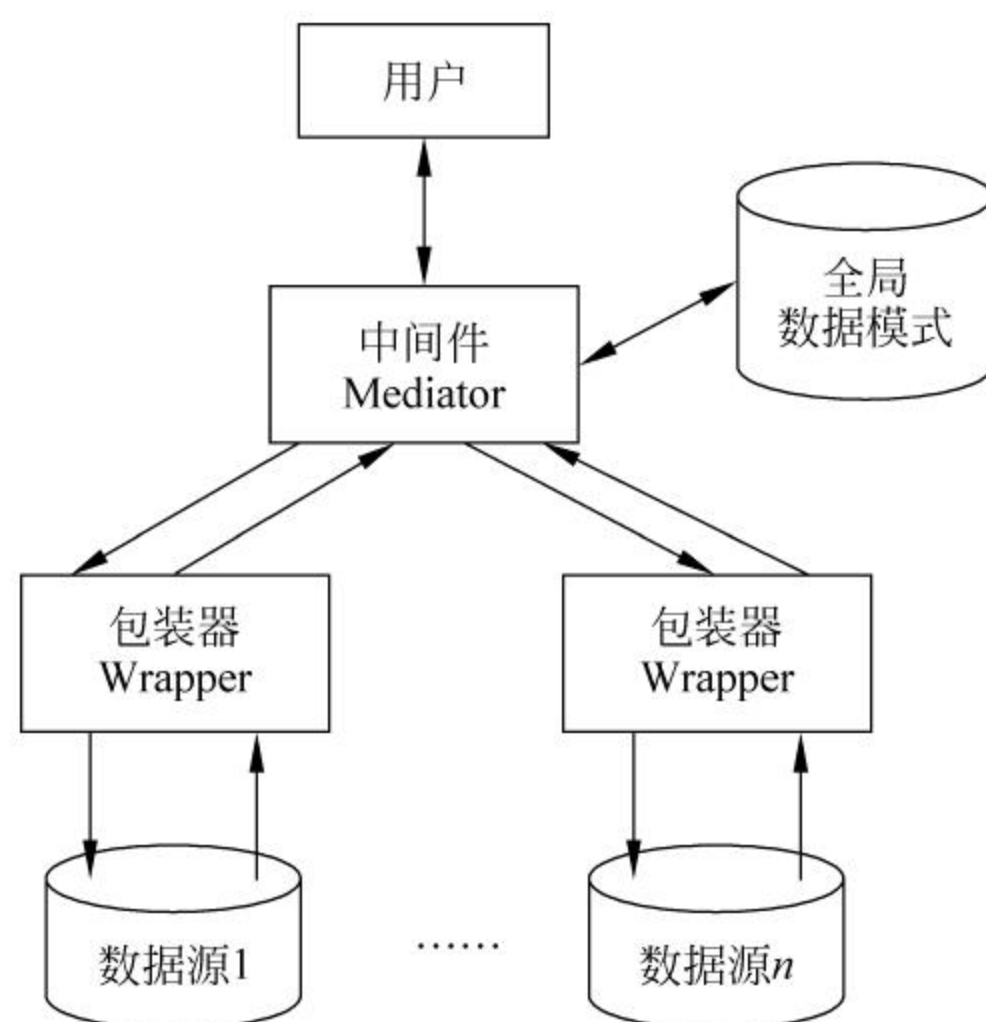 用户
全局
数据模式
中间件
Mediator
包装器
Wrapper
包装器
Wrapper
数据源1
……
数据源n